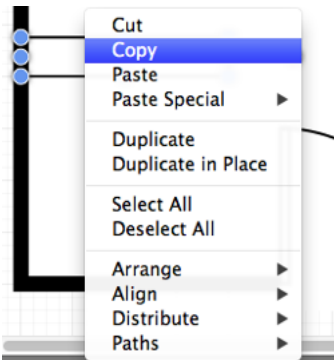 Cut
Copy
Paste
Paste Special
Duplicate
Duplicate in Place
Select All
Deselect All
Arrange
Align
Distribute
Paths